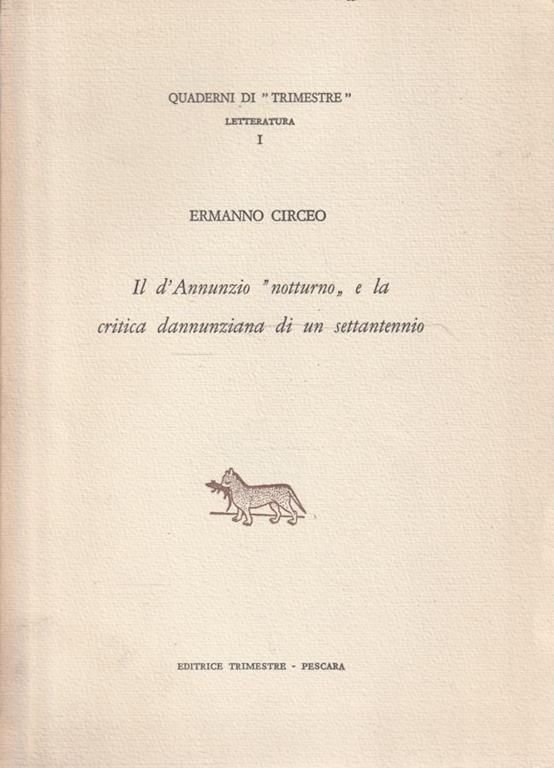 QUADERNI DI " TRIMESTRE "
LETTERATURA
I
ERMANNO CIRCEO
Il d'Annunzio "notturno„ e la
critica dannunziana di un settantennio
EDITRICE TRIMESTRE - PESCARA